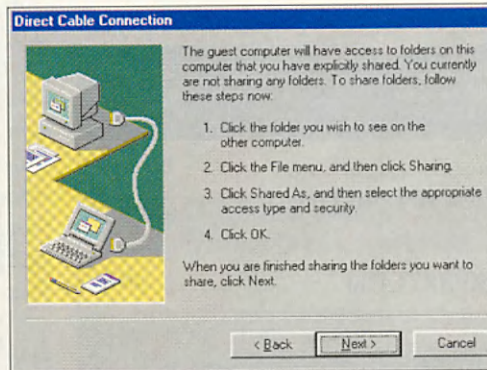 Direct Cable Connection
The guest computer will have access to folders on this
computer that you have explicitly shared. You currently
are not sharing any folders. To share folders, follow
these steps now:
1. Click the folder you wish to see on the
other computer.
2. Click the File menu, and then click Sharing.
3. Click Shared As, and then select the appropriate
access type and security.
4. Click OK.
When you are finished sharing the folders you want to
share, click Next.
< Back
Next >
Cancel